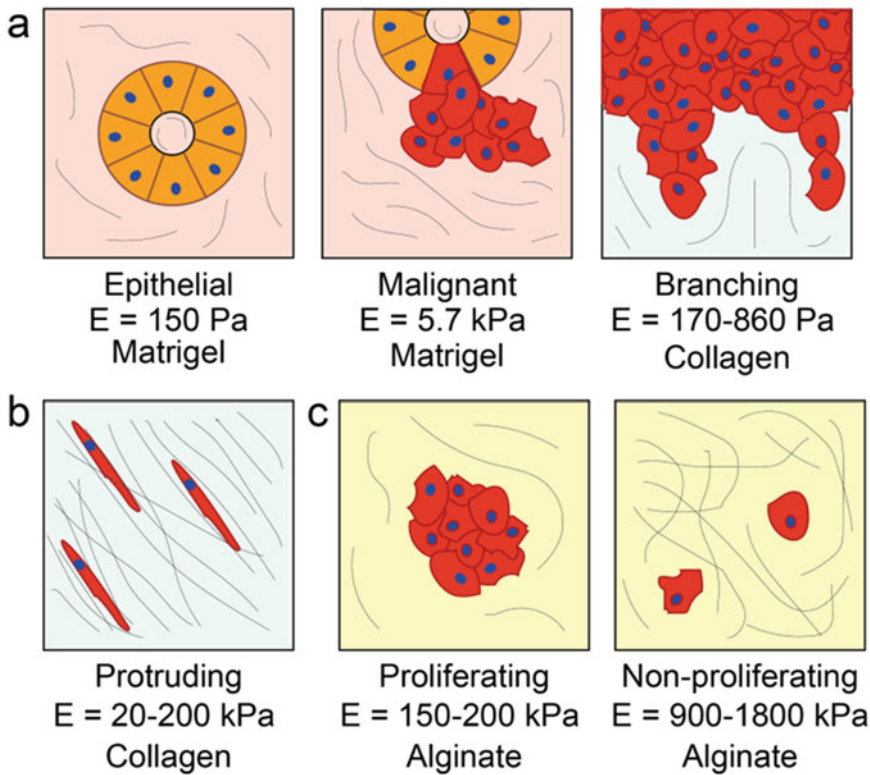 a
Epithelial
E = 150 Pa
Matrigel
Malignant
E = 5.7 kPa
Matrigel
Branching
E = 170-860 Pa
Collagen
b
Protruding
E = 20-200 kPa
Collagen
c
Proliferating
E = 150-200 kPa
Alginate
Non-proliferating
E = 900-1800 kPa
Alginate